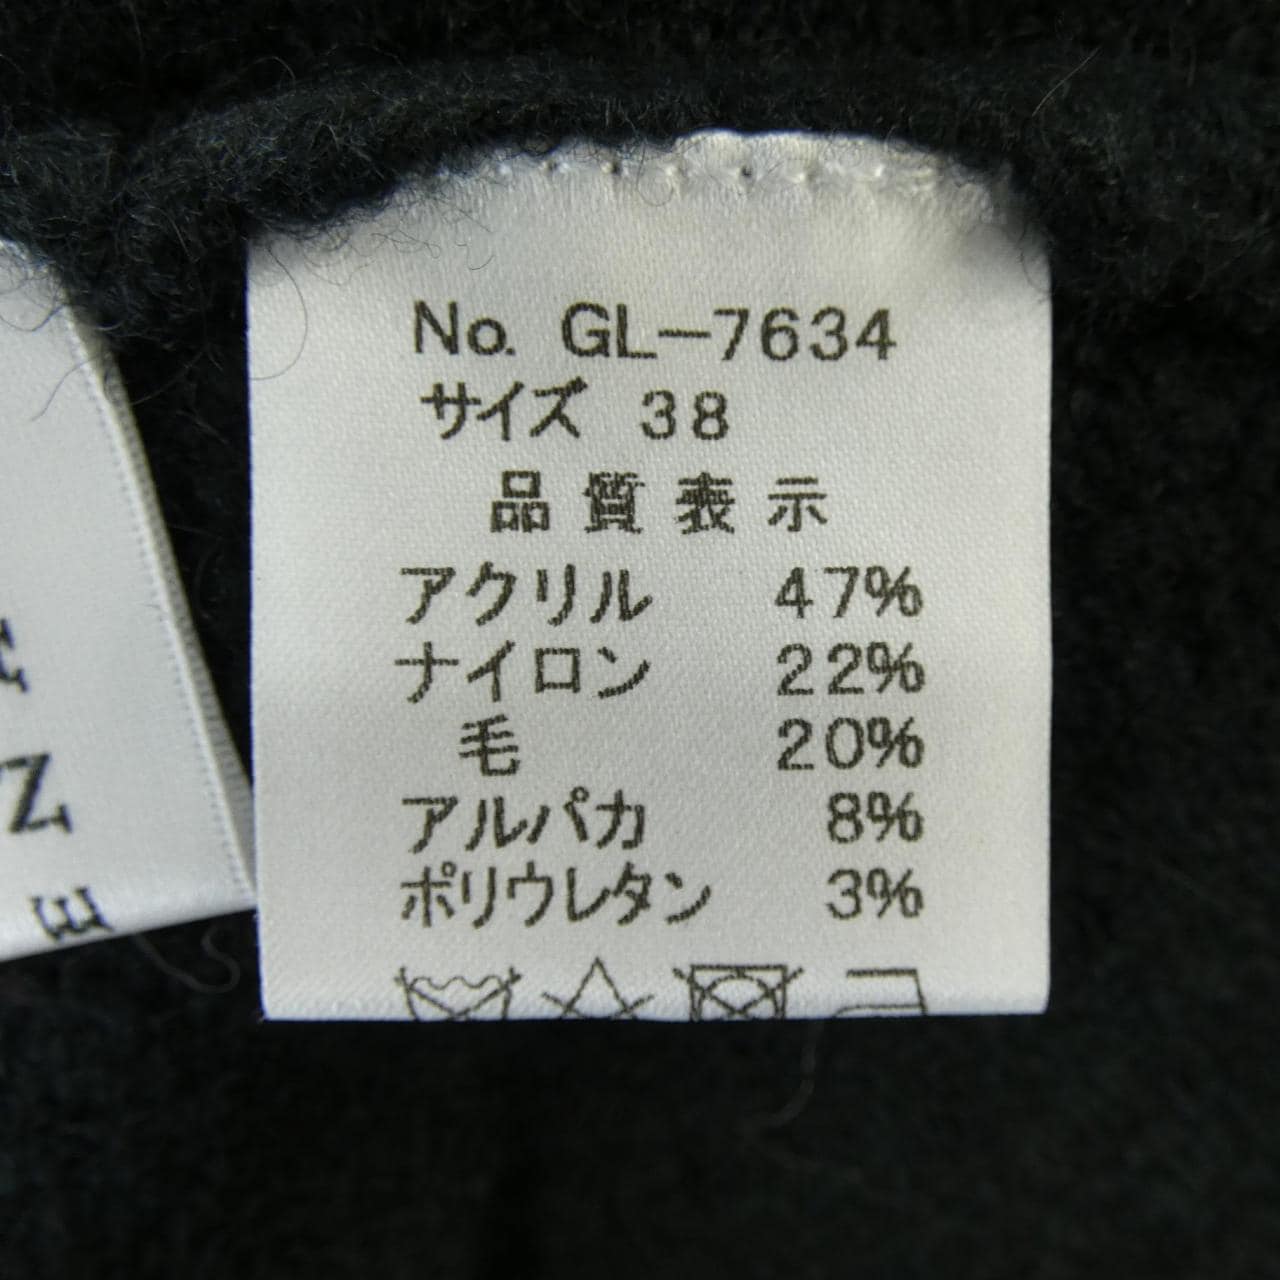 No. GL-7634
サイズ 38
品質表示
アクリル 47%
ナイロン 22%
毛 20%
アルパカ 8%
ポリウレタン 3%
Z
E